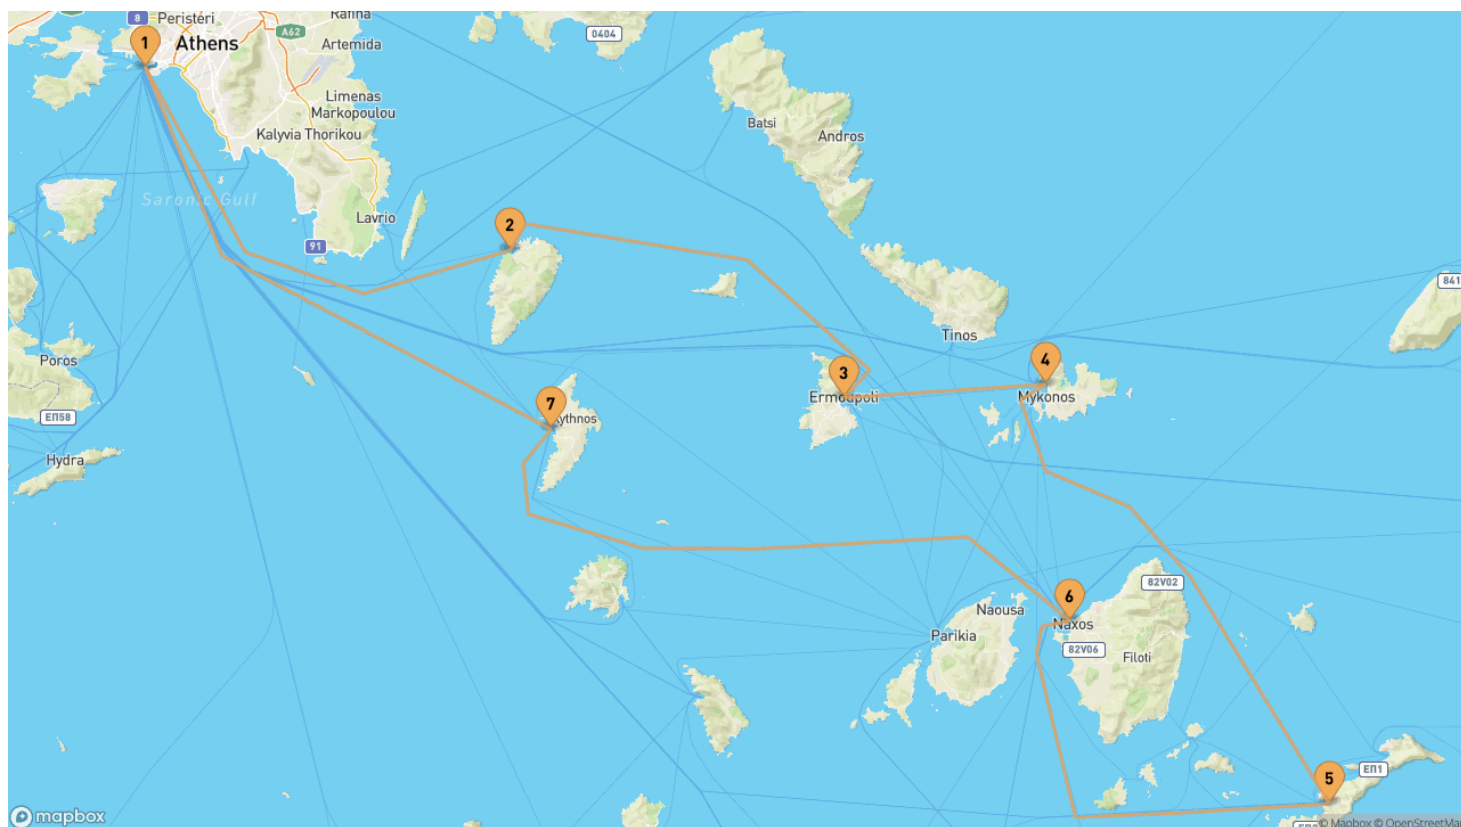 Rafina
8
Peristéri
A62
0404
1
Athens
Artemida
Limenas
Markopoulou
Batsi
Andros
Kalyvia Thorikou
Saronic Gulf
Lavrio
2
91
841
Tinos
Poros
3
4
Ermoupoli
Mykonos
7
ythnos
ΕΠ58
Hydra
82V02
6
Naousa
Naxos
Parikia
82V06
Filoti
5
ΕΠ1
mapbox
© Mapbox © OpenStreetMap